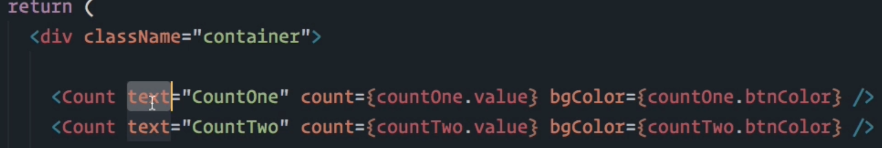 return (
<div className="container">
<Count text="CountOne" count={countOne.value} bgColor={countOne.btnColor} />
<Count text="CountTwo" count={countTwo.value} bgColor={countTwo.btnColor} />